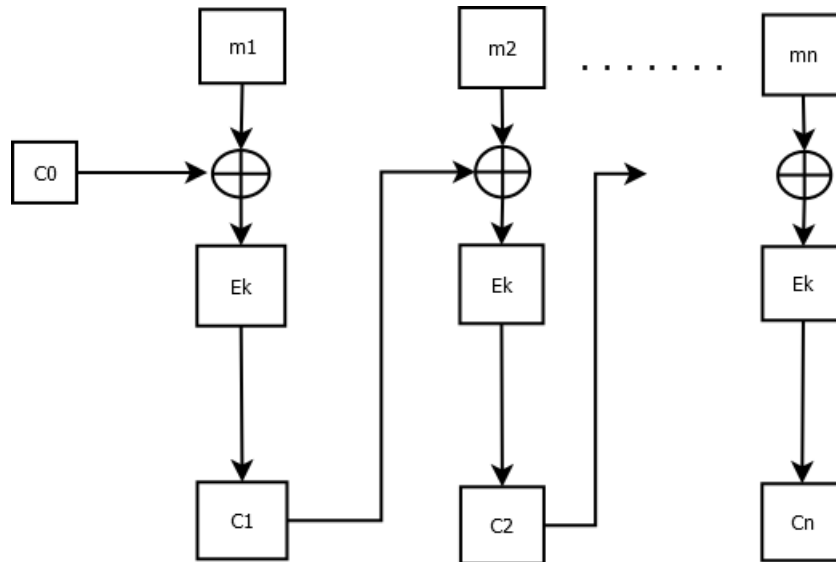 m1
m2
. . . . . . .
mn
C0
Ek
Ek
Ek
C1
C2
Cn